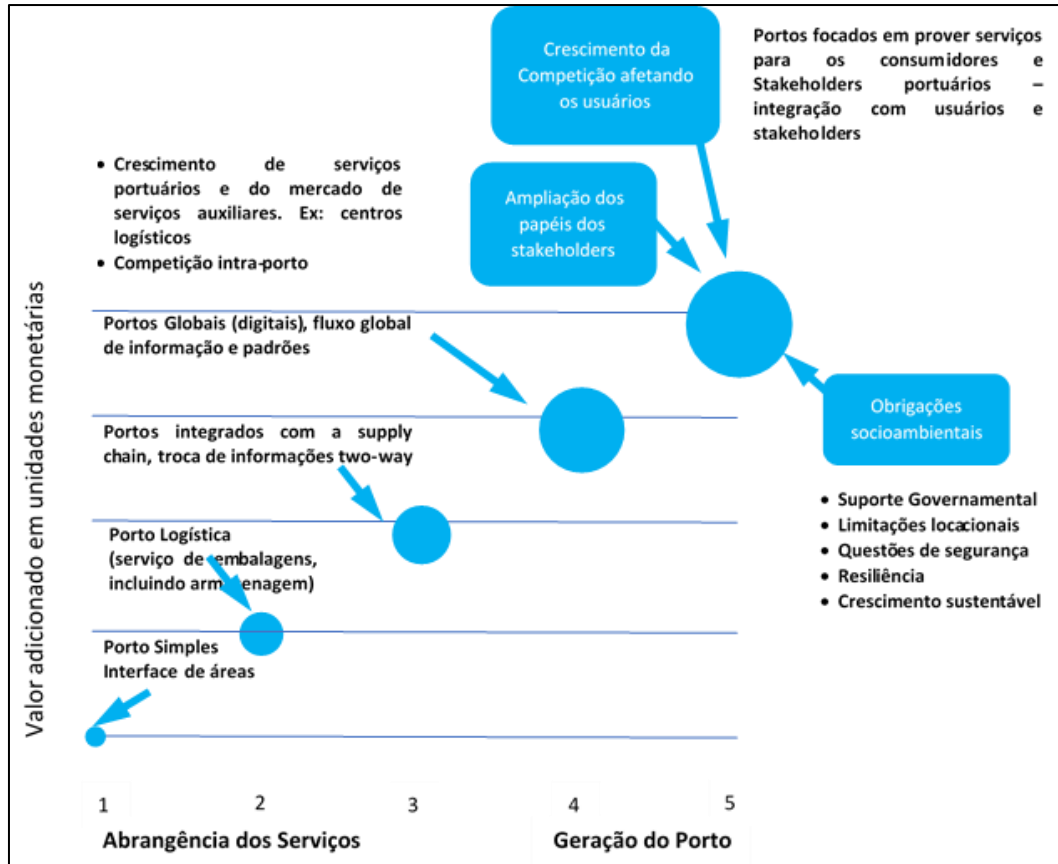 Crescimento da
Competição afetando
os usuários
Portos focados em prover serviços
para os consumidores e
Stakeholders portuários –
integração com usuários e
stakeholders
• Crescimento de serviços
portuários e do mercado de
serviços auxiliares. Ex: centros
logísticos
• Competição intra-porto
Ampliação dos
papéis dos
stakeholders
Valor adicionado em unidades monetárias
Portos Globais (digitais), fluxo global
de informação e padrões
Obrigações
socioambientais
Portos integrados com a supply
chain, troca de informações two-way
• Suporte Governamental
• Limitações locacionais
• Questões de segurança
• Resiliência
• Crescimento sustentável
Porto Logística
(serviço de embalagens,
incluindo armazenagem)
Porto Simples
Interface de áreas
1 2 3 4 5
Abrangência dos Serviços Geração do Porto